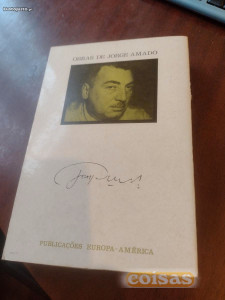 OBRAS DE JORGE AMADO
PUBLICAÇÕES EUROPA-AMÉRICA
coisas